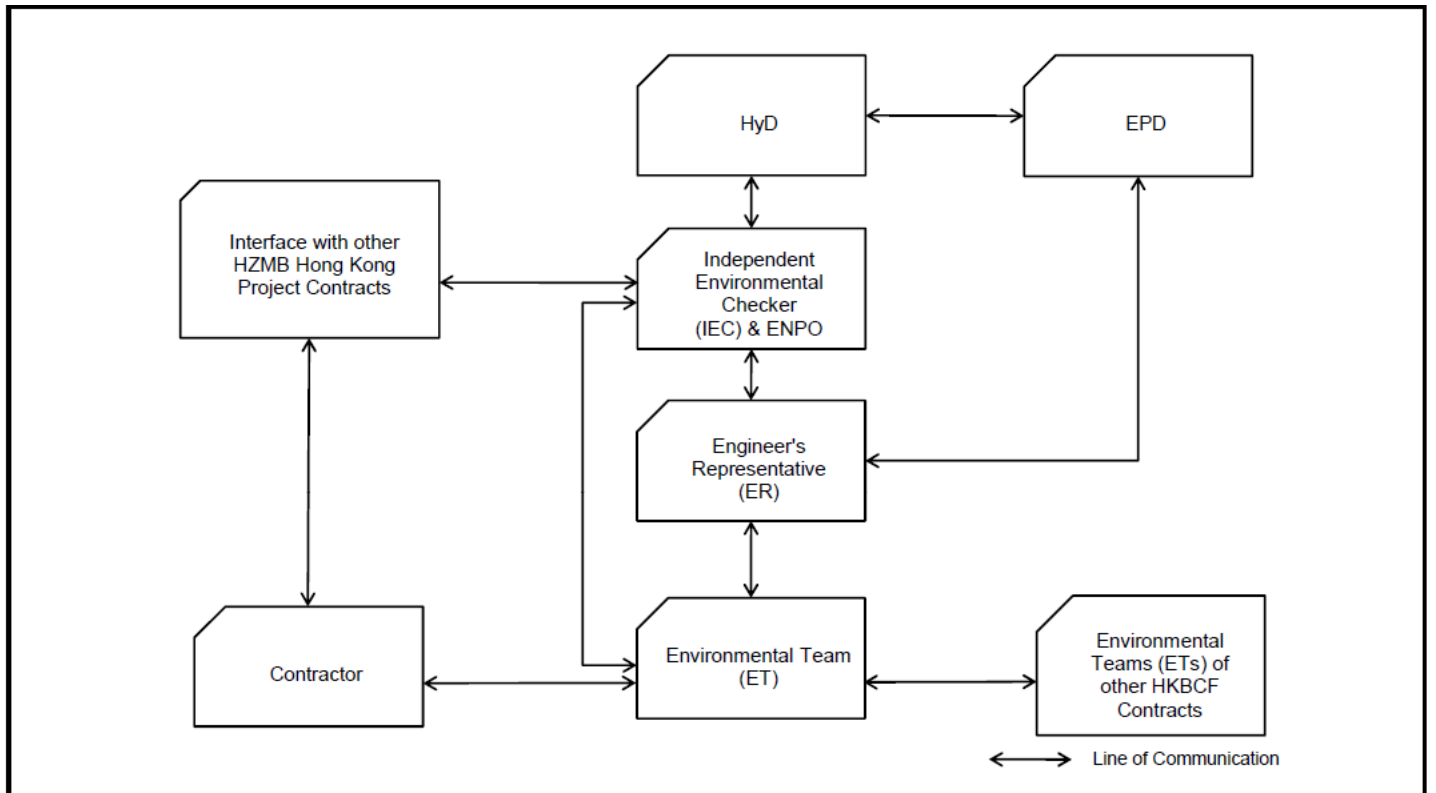 HyD
EPD
Interface with other
HZMB Hong Kong
Project Contracts
Independent
Environmental
Checker
(IEC) & ENPO
Engineer's
Representative
(ER)
Contractor
Environmental Team
(ET)
Environmental
Teams (ETs) of
other HKBCF
Contracts
Line of Communication